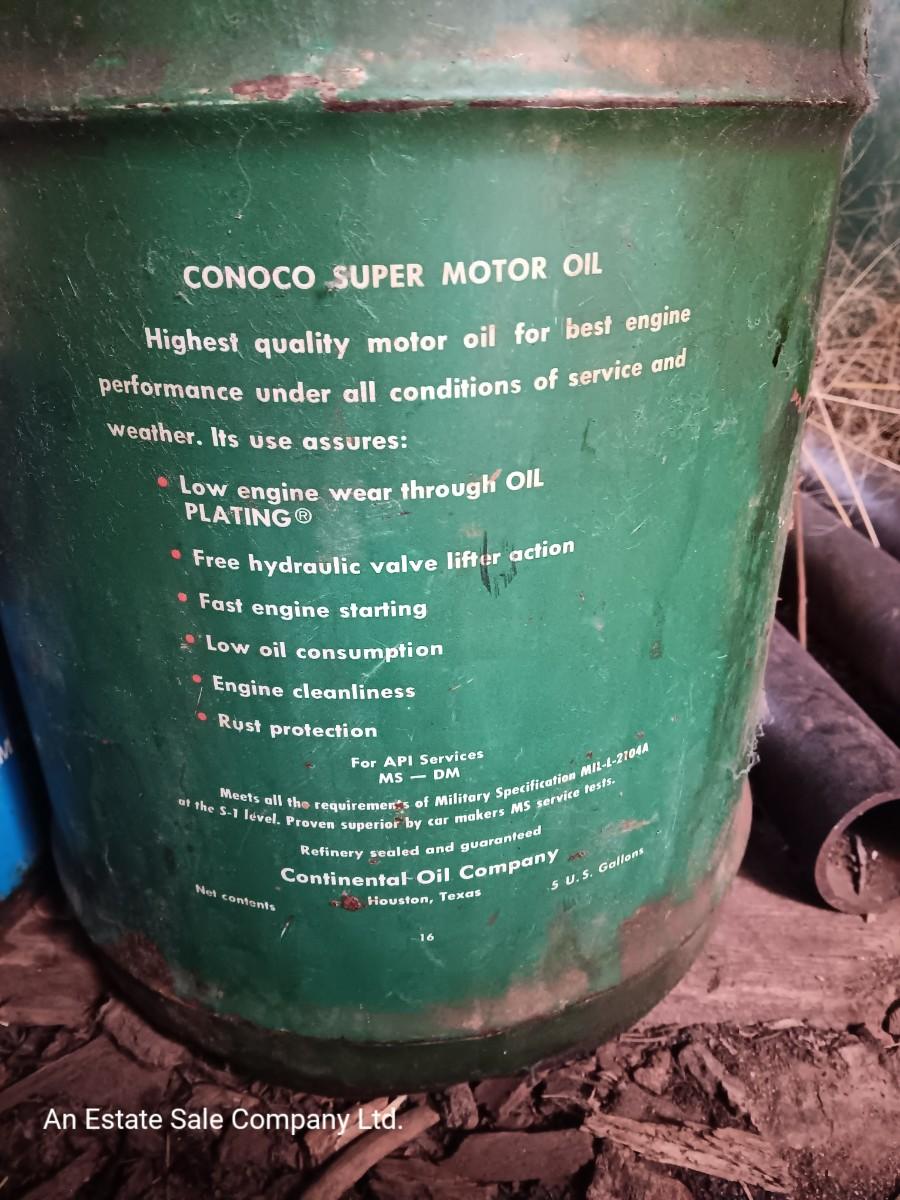 CONOCO SUPER MOTOR OIL
Highest quality motor oil for best engine
performance under all conditions of service and
weather. Its use assures:
• Low engine wear through OIL
PLATING®
• Free hydraulic valve lifter action
• Fast engine starting
• Low oil consumption
• Engine cleanliness
• Rust protection
For API Services
MS — DM
Meets all the requirements of Military Specification MIL-L-2104A
at the S-1 level. Proven superior by car makers MS service tests.
Refinery sealed and guaranteed
Continental Oil Company
Houston, Texas
Net contents 5 U.S. Gallons
16
An Estate Sale Company Ltd.